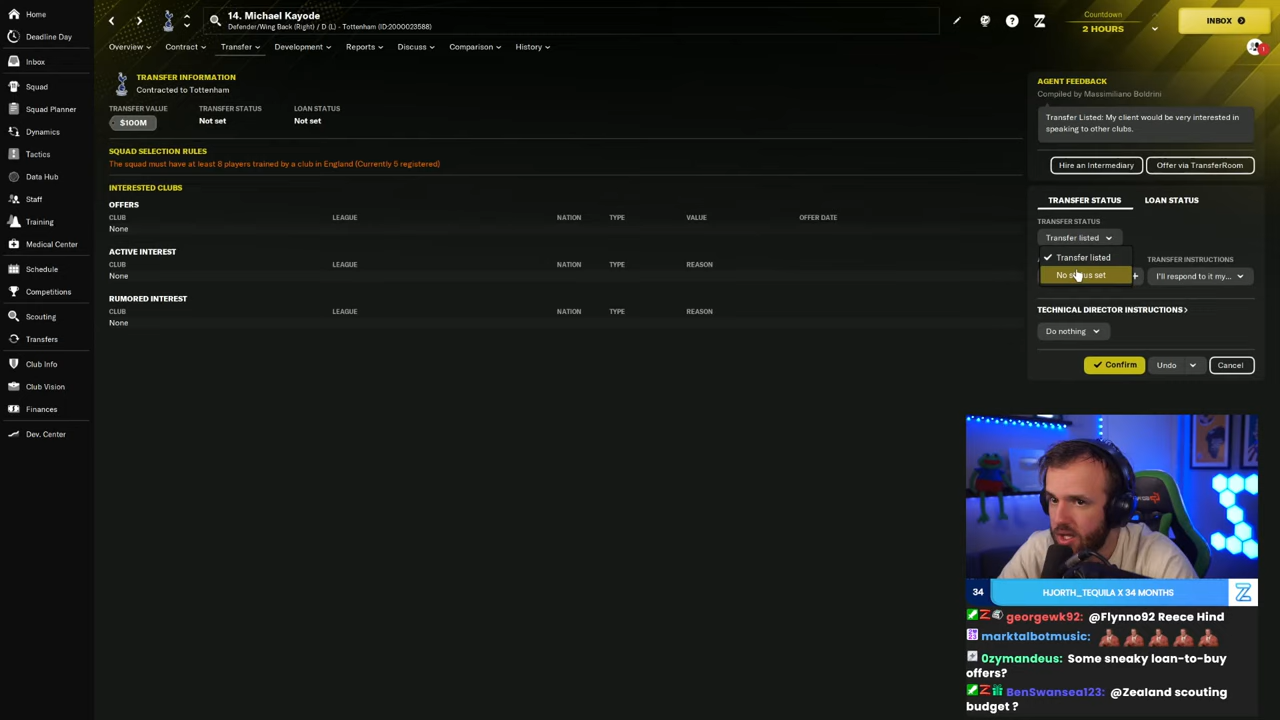 Home
Deadline Day
Inbox
Squad
Squad Planner
Dynamics
Tactics
Data Hub
Staff
Training
Medical Center
Schedule
Competitions
Scouting
Transfers
Club Info
Club Vision
Finances
Dev. Center
14. Michael Kayode
Defender/Wing Back (Right) / D (L) - Tottenham (ID:2000023588)
Countdown
2 HOURS
INBOX
1
Overview Contract Transfer Development Reports Discuss Comparison History
TRANSFER INFORMATION
Contracted to Tottenham
TRANSFER VALUE TRANSFER STATUS LOAN STATUS
$100M Not set Not set
SQUAD SELECTION RULES
The squad must have at least 8 players trained by a club in England (Currently 5 registered)
INTERESTED CLUBS
OFFERS
CLUB LEAGUE NATION TYPE VALUE OFFER DATE
None
ACTIVE INTEREST
CLUB LEAGUE NATION TYPE REASON
None
RUMORED INTEREST
CLUB LEAGUE NATION TYPE REASON
None
AGENT FEEDBACK
Compiled by Massimiliano Boldrini
Transfer Listed: My client would be very interested in
speaking to other clubs.
Hire an Intermediary Offer via TransferRoom
TRANSFER STATUS LOAN STATUS
TRANSFER STATUS
Transfer listed
Transfer listed
No status set
TRANSFER INSTRUCTIONS
I'll respond to it my...
TECHNICAL DIRECTOR INSTRUCTIONS >
Do nothing
Confirm Undo Cancel
34 HJORTH_TEQUILA X 34 MONTHS
georgewk92: @Flynno92 Reece Hind
marktalbotmusic:
0zymandeus: Some sneaky loan-to-buy
offers?
BenSwansea123: @Zealand scouting
budget ?